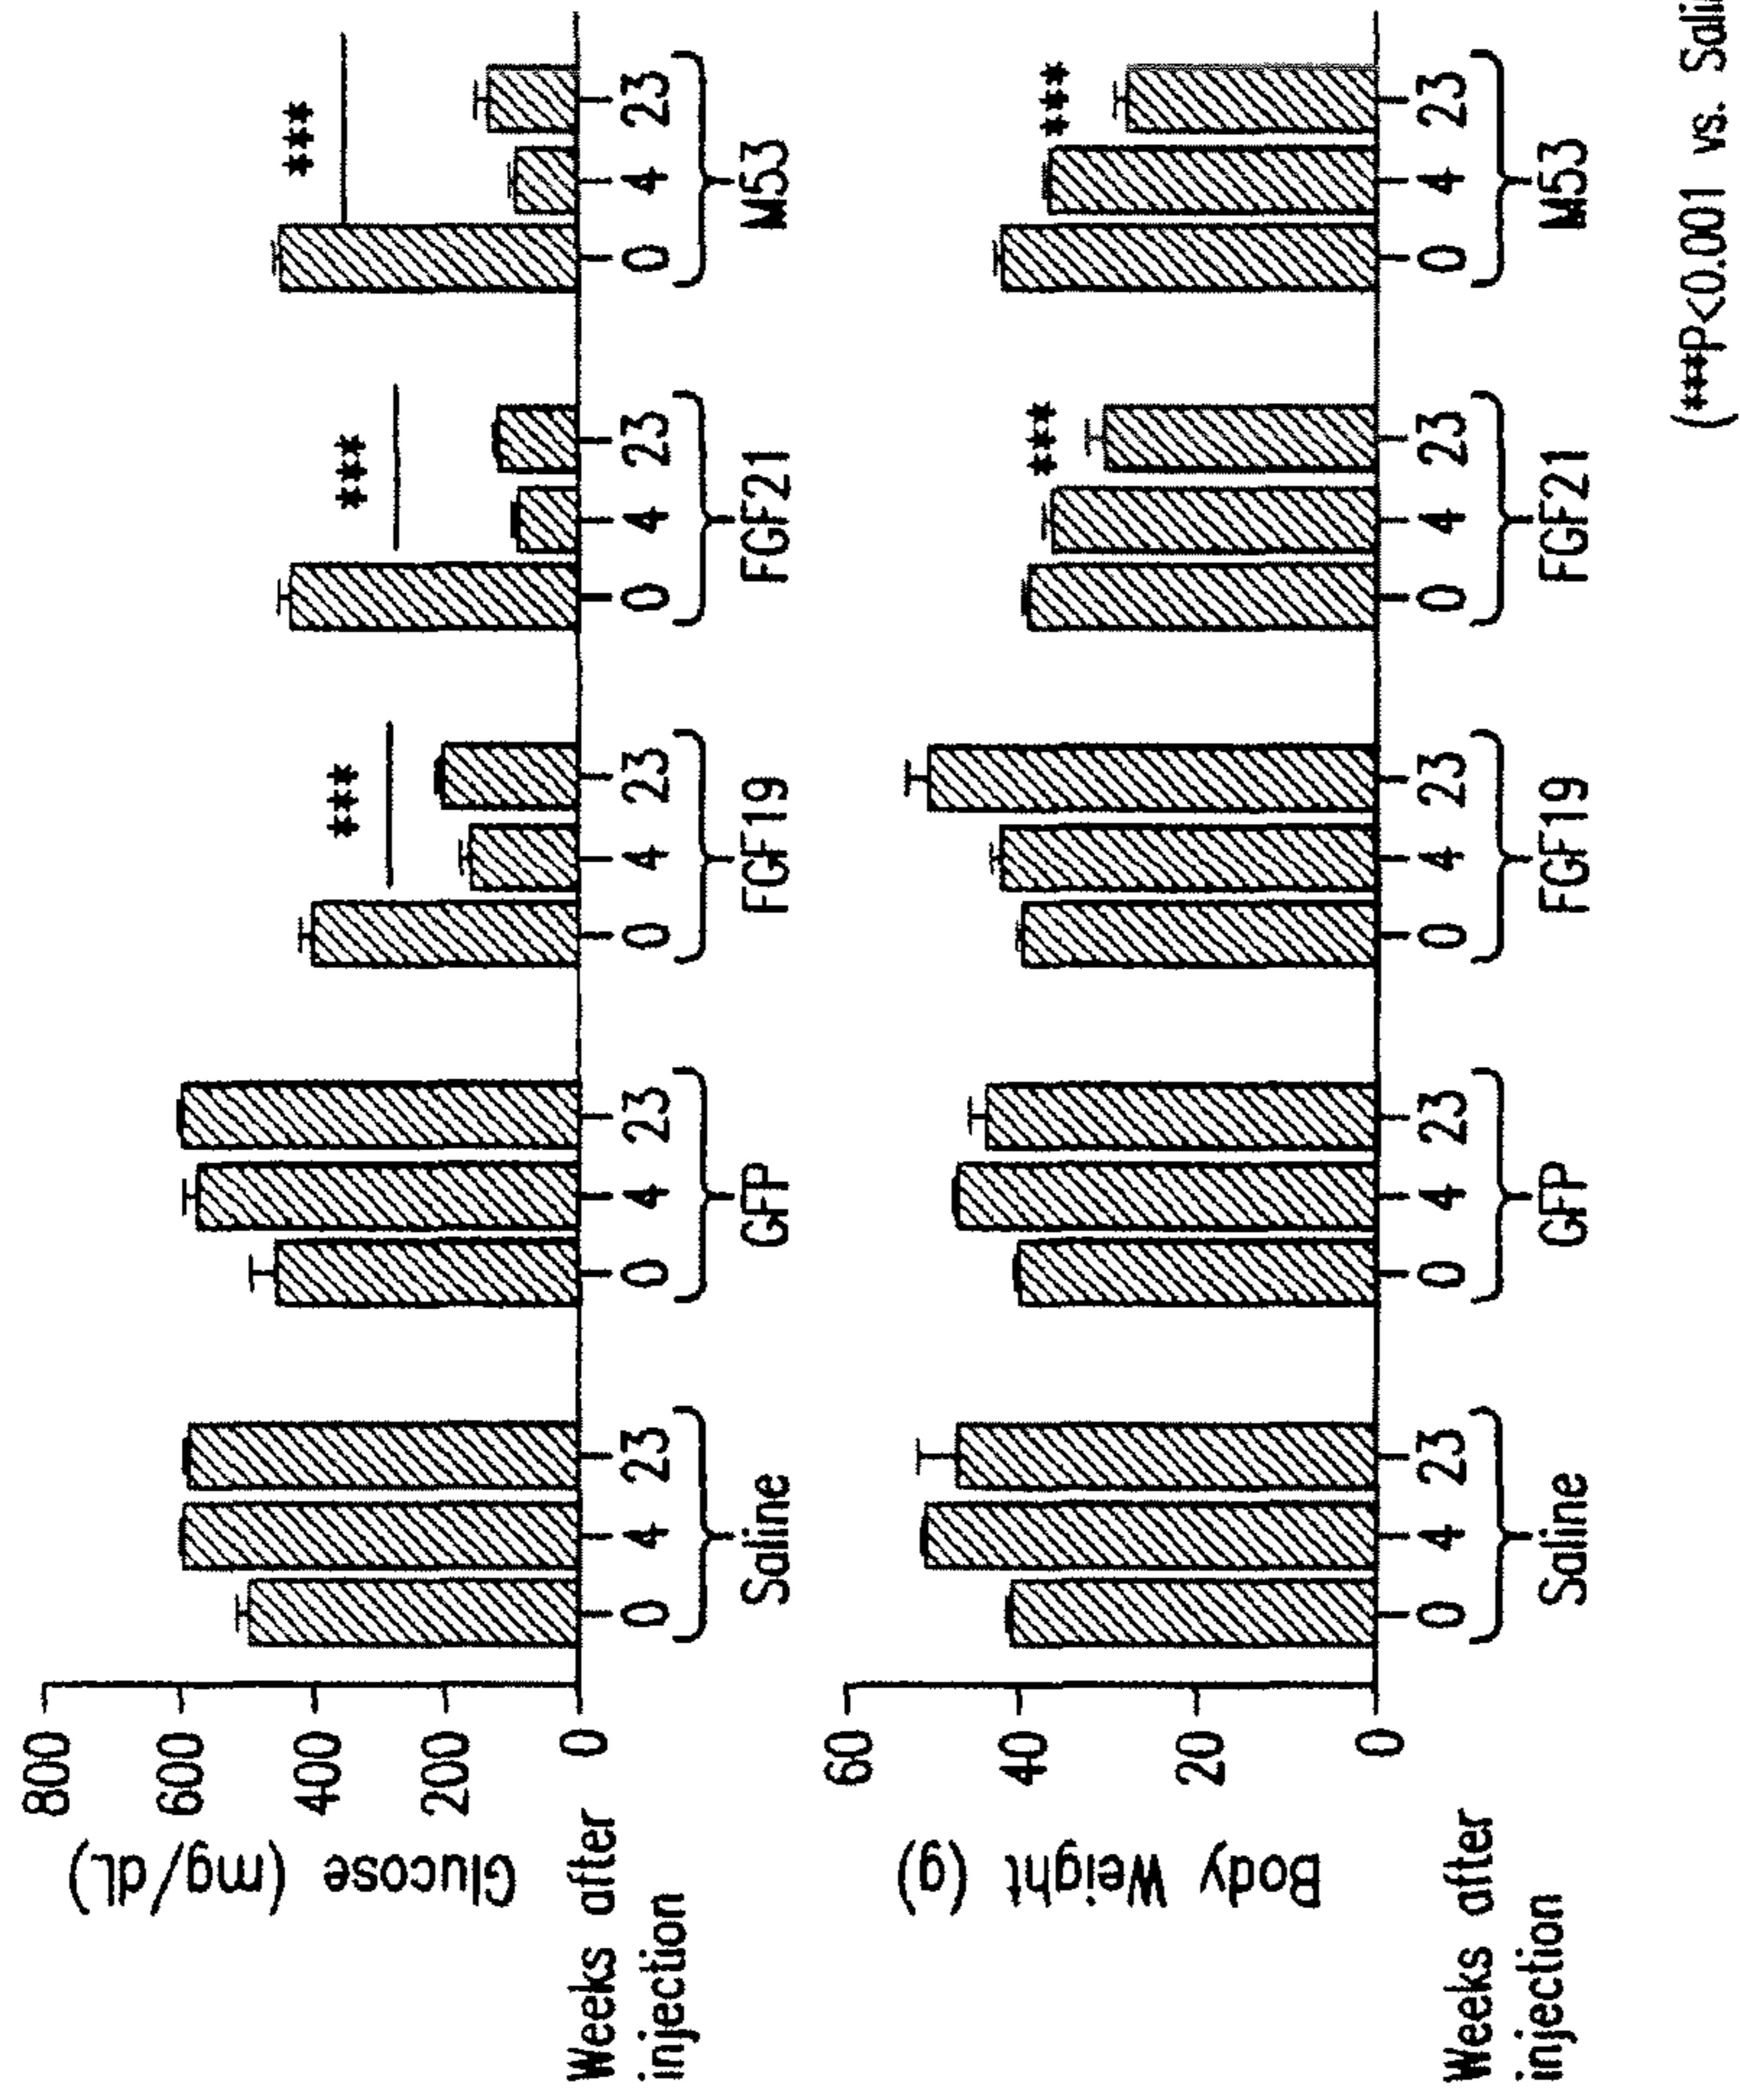 Glucose (mg/dL)
800
600
400
200
0
***
***
***
Weeks after
injection
0 4 23 0 4 23 0 4 23 0 4 23 0 4 23
Saline GFP FGF19 FGF21 M53
Body Weight (g)
60
40
20
0
***
***
Weeks after
injection
0 4 23 0 4 23 0 4 23 0 4 23 0 4 23
Saline GFP FGF19 FGF21 M53
(***P<0.001 vs.